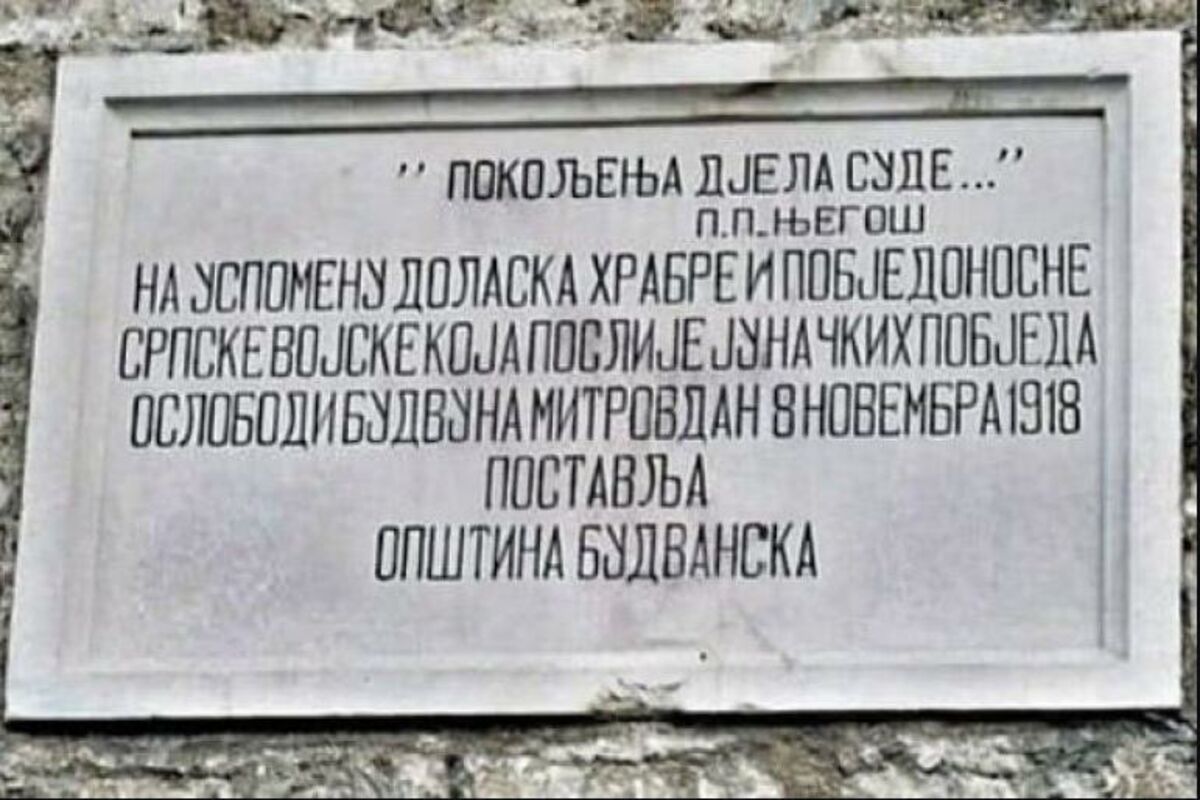 ,, ПОКОЉЕЊА ДЈЕЛА СУДЕ...”
П.П.ЊЕГОШ
НА УСПОМЕНУ ДОЛАСКА ХРАБРЕ И ПОБЈЕДОНОСНЕ
СРПСКЕ ВОЈСКЕ КОЈА ПОСЛИЈЕ ЈУНАЧКИХ ПОБЈЕДА
ОСЛОБОДИ БУДВУ НА МИТРОВДАН 8 НОВЕМБРА 1918
ПОСТАВЉА
ОПШТИНА БУДВАНСКА